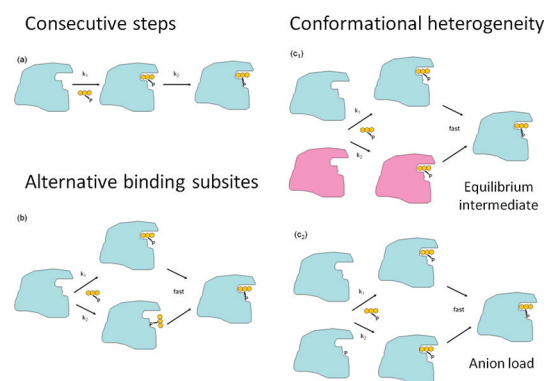 Consecutive steps
(a)
k₁
k₂
P
P
P
Alternative binding subsites
(b)
k₁
k₂
P
P
P
fast
P
Conformational heterogeneity
(c₁)
k₁
k₂
P
P
P
fast
P
Equilibrium
intermediate
(c₂)
k₁
k₂
P
P
P
P
fast
P
Anion load